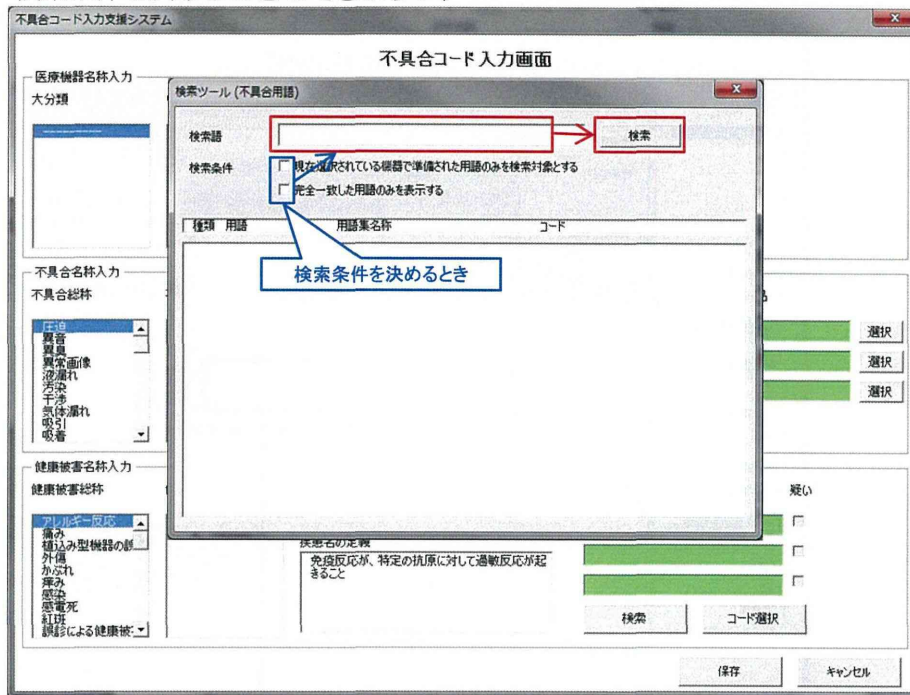 不具合コード入力支援システム
不具合コード入力画面
医療機器名称入力
大分類
検索ツール (不具合用語)
検索語
検索
検索条件
現在選択されている機器で準備された用語のみを検索対象とする
完全一致した用語のみを表示する
種類 用語 用語集名称 コード
検索条件を決めるとき
不具合名称入力
不具合総称
圧迫
異音
異臭
異常画像
液漏れ
汚染
干渉
気体漏れ
吸引
吸着
選択
選択
選択
健康被害名称入力
健康被害総称
疑い
アレルギー反応
痛み
植込み型機器の
外傷
かぶれ
痒み
感染
感電死
紅斑
誤診による健康被
疾患名の定義
免疫反応が、特定の抗原に対して過敏反応が起
きること
検索
コード選択
保存
キャンセル